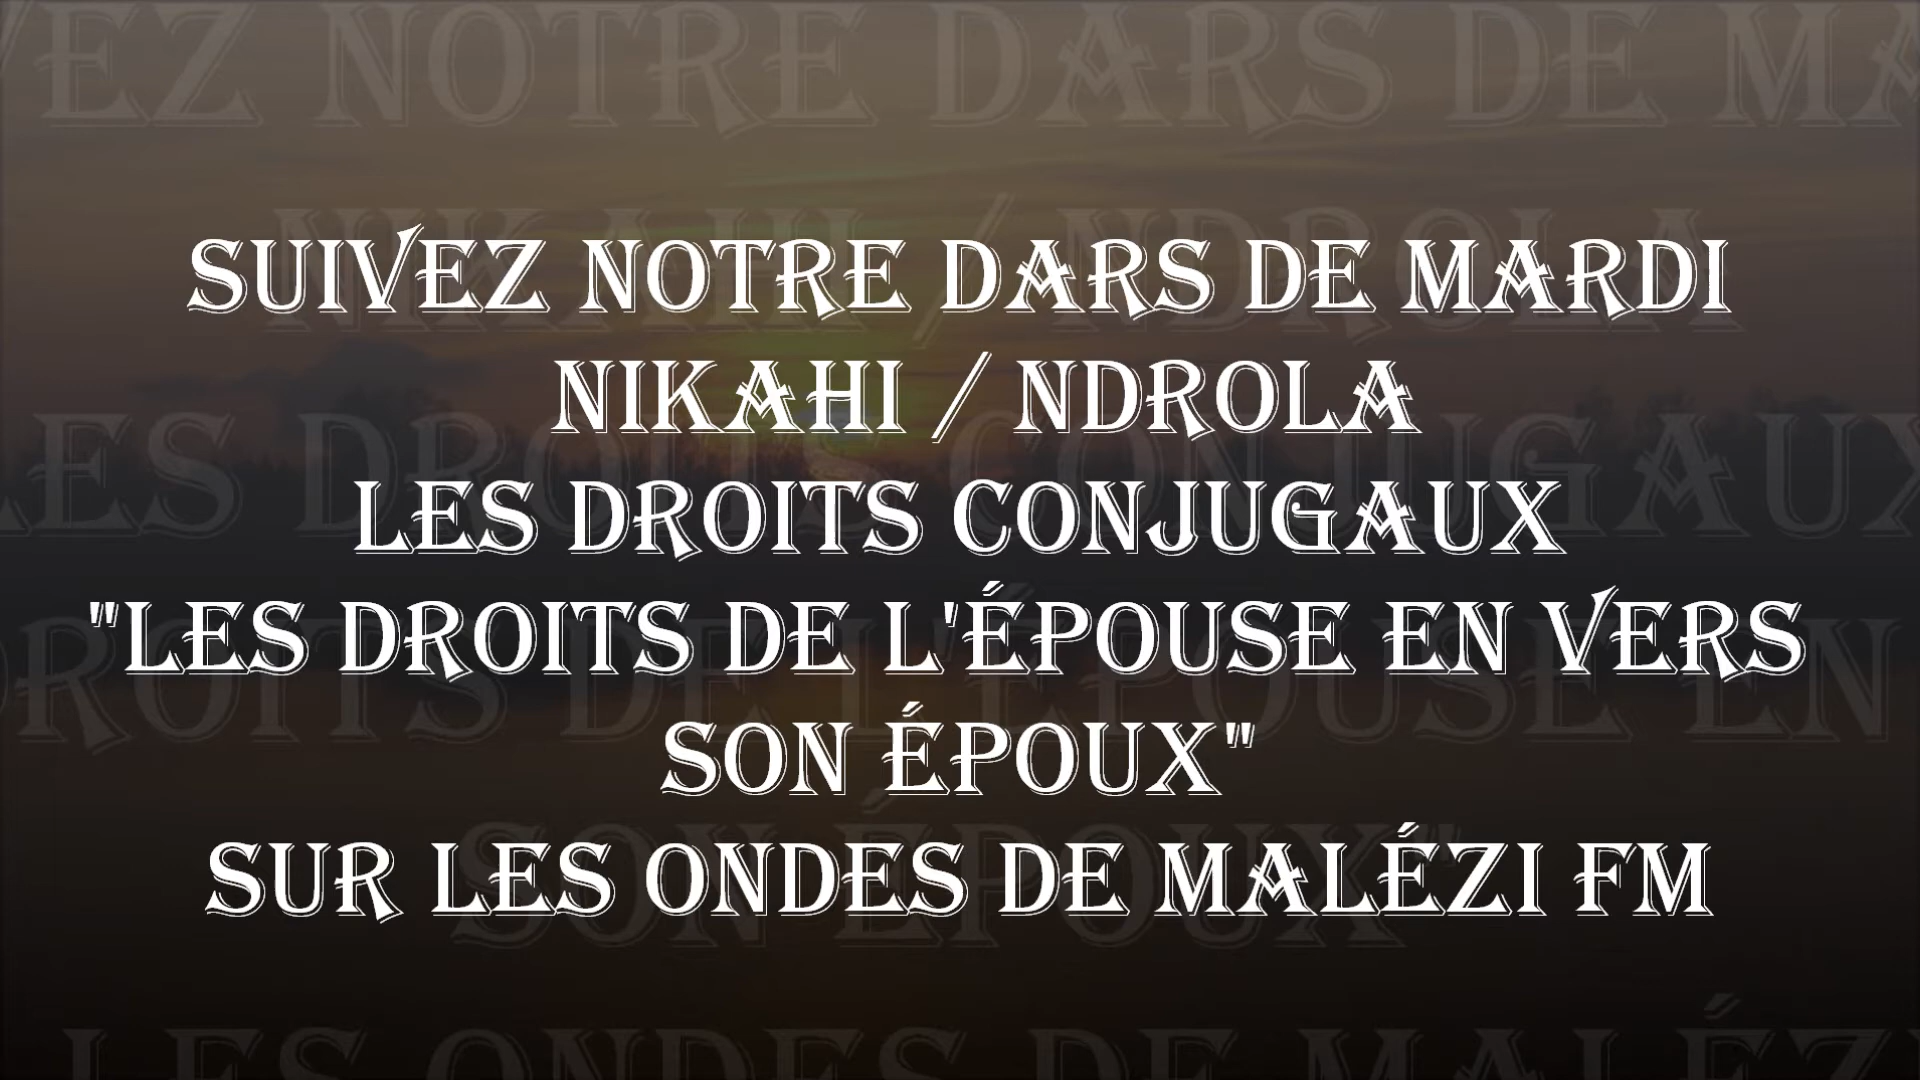 SUIVEZ NOTRE DARS DE MARDI
NIKAHI / NDROLA
LES DROITS CONJUGAUX
"LES DROITS DE L'ÉPOUSE EN VERS
SON ÉPOUX"
SUR LES ONDES DE MALÉZI FM